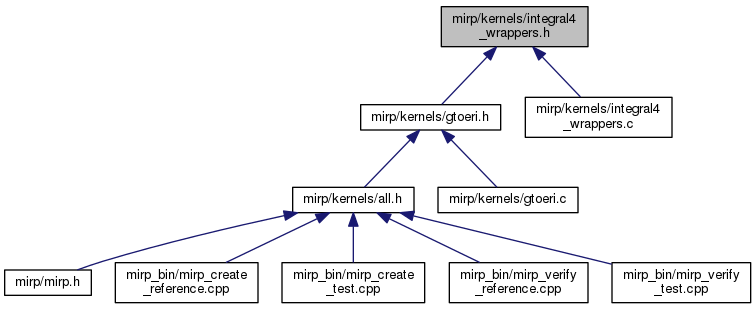 mirp/kernels/integral4
_wrappers.h
mirp/kernels/gtoeri.h
mirp/kernels/integral4
_wrappers.c
mirp/kernels/all.h
mirp/kernels/gtoeri.c
mirp/mirp.h
mirp_bin/mirp_create
_reference.cpp
mirp_bin/mirp_create
_test.cpp
mirp_bin/mirp_verify
_reference.cpp
mirp_bin/mirp_verify
_test.cpp